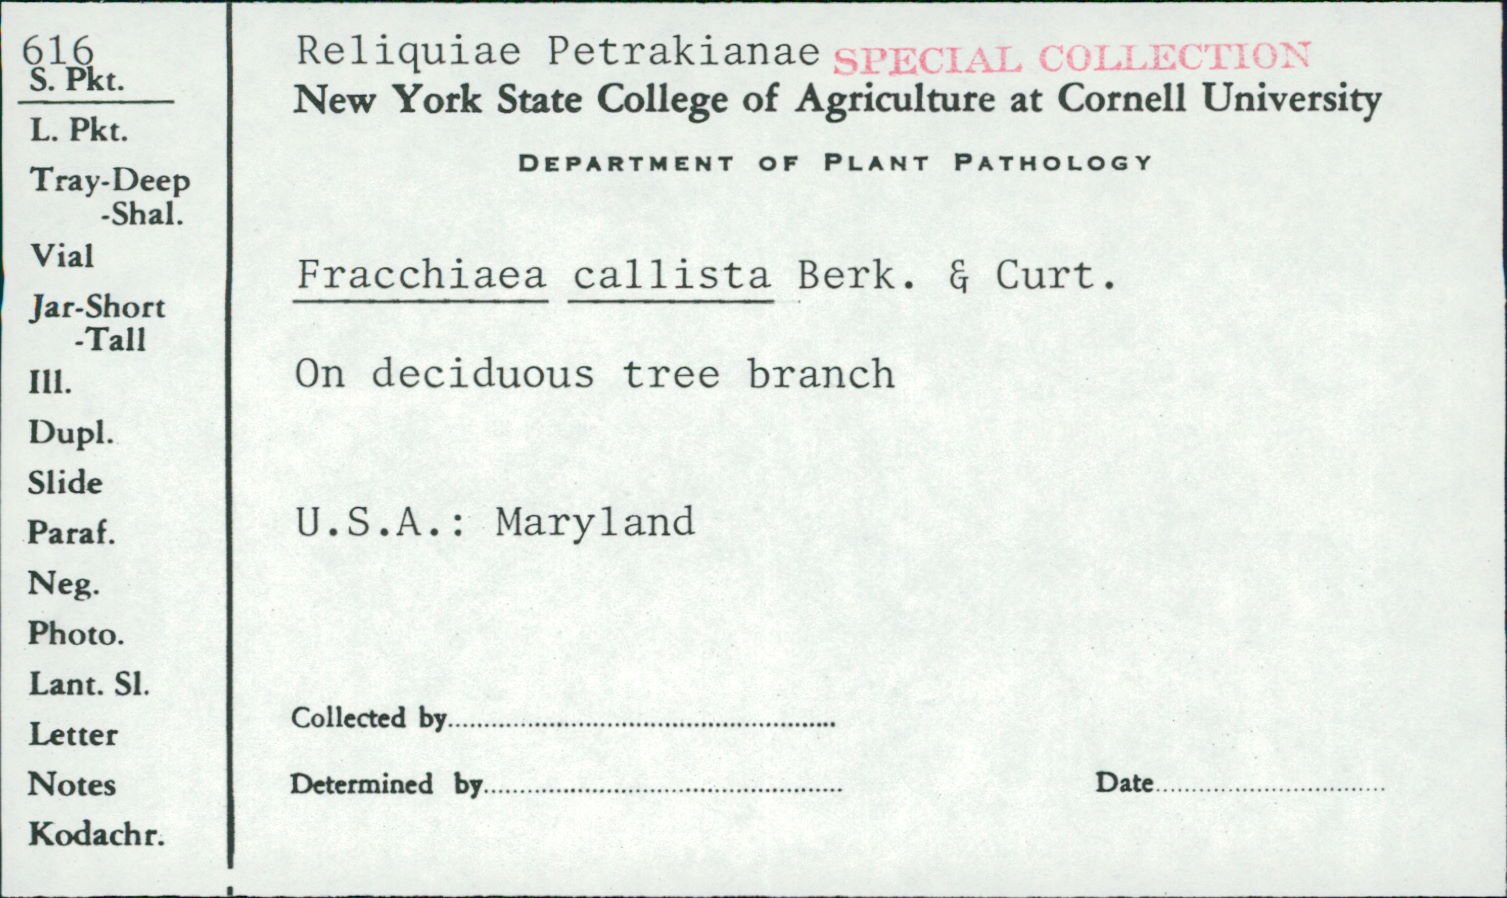 616
S. Pkt.
L. Pkt.
Tray-Deep
-Shal.
Vial
Jar-Short
-Tall
Ill.
Dupl.
Slide
Paraf.
Neg.
Photo.
Lant. Sl.
Letter
Notes
Kodachr.
Reliquiae Petrakianae SPECIAL COLLECTION
New York State College of Agriculture at Cornell University
DEPARTMENT OF PLANT PATHOLOGY
Fracchiaea callista Berk. & Curt.
On deciduous tree branch
U.S.A.: Maryland
Collected by
Determined by Date